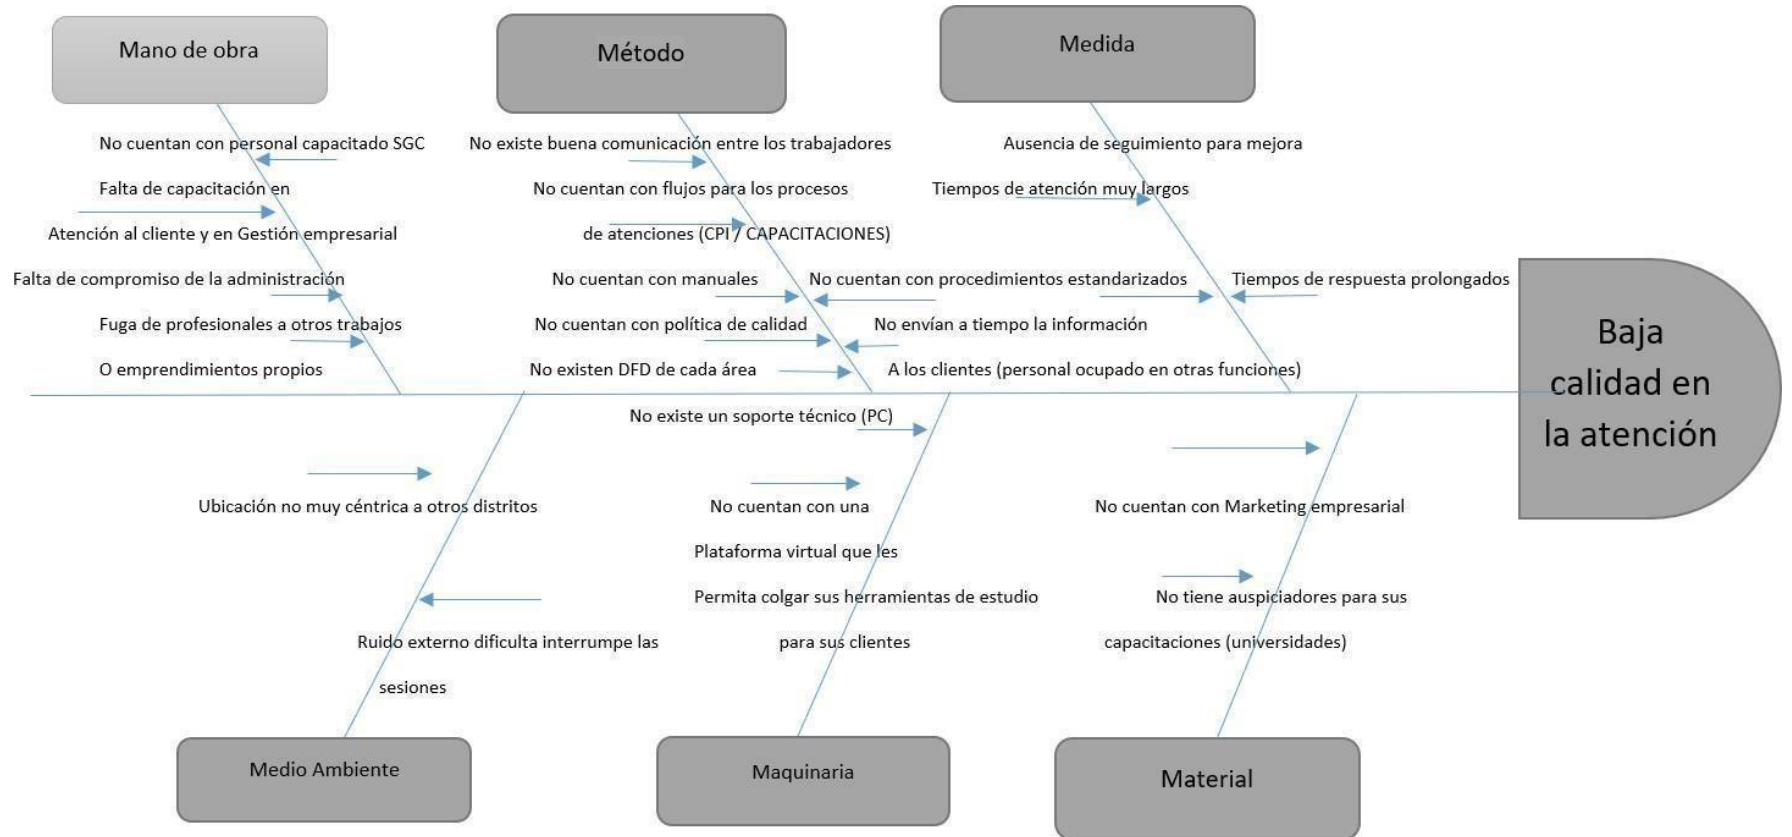 Mano de obra
Método
Medida
No cuentan con personal capacitado SGC
Falta de capacitación en
Atención al cliente y en Gestión empresarial
Falta de compromiso de la administración
Fuga de profesionales a otros trabajos
O emprendimientos propios
No existe buena comunicación entre los trabajadores
No cuentan con flujos para los procesos
de atenciones (CPI / CAPACITACIONES)
No cuentan con manuales
No cuentan con política de calidad
No existen DFD de cada área
No cuentan con procedimientos estandarizados
No envían a tiempo la información
A los clientes (personal ocupado en otras funciones)
Ausencia de seguimiento para mejora
Tiempos de atención muy largos
Tiempos de respuesta prolongados
Baja
calidad en
la atención
Ubicación no muy céntrica a otros distritos
Ruido externo dificulta interrumpe las
sesiones
No existe un soporte técnico (PC)
No cuentan con una
Plataforma virtual que les
Permita colgar sus herramientas de estudio
para sus clientes
No cuentan con Marketing empresarial
No tiene auspiciadores para sus
capacitaciones (universidades)
Medio Ambiente
Maquinaria
Material